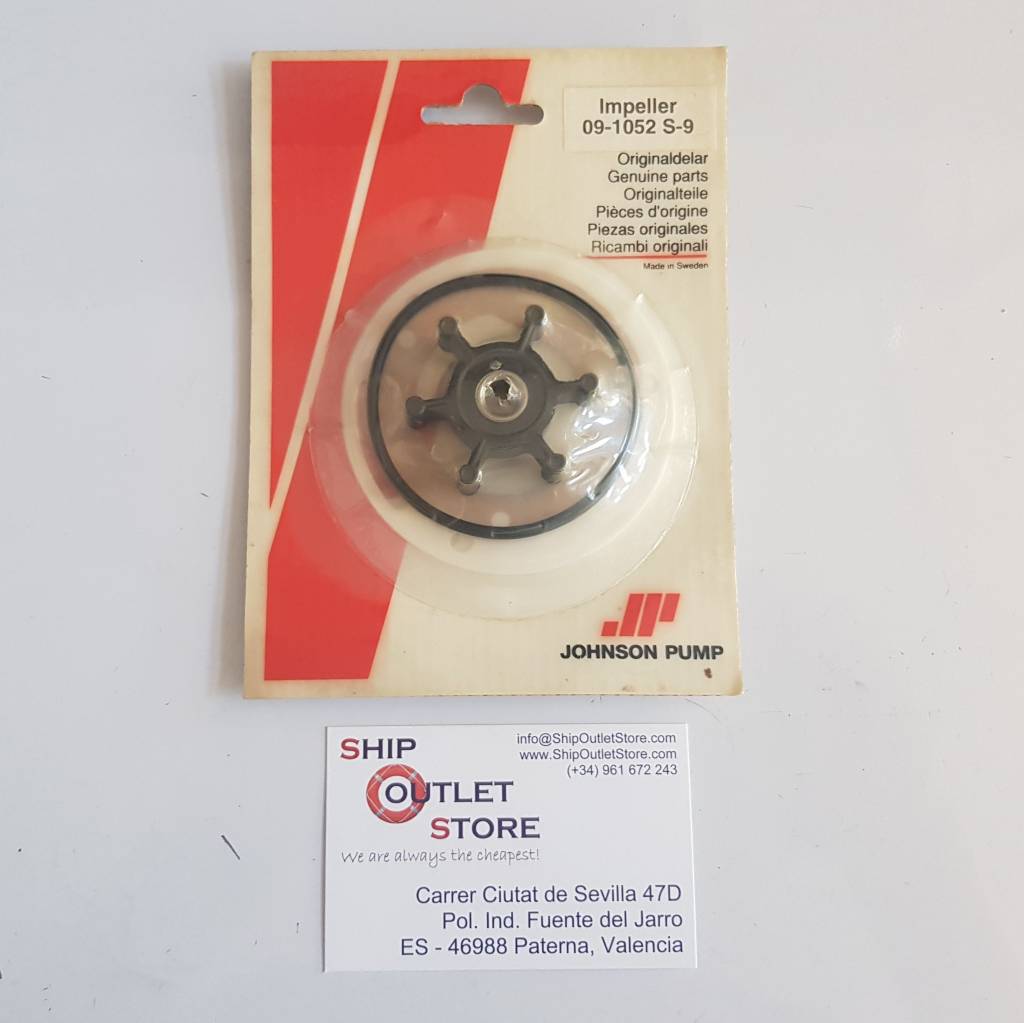 Impeller
09-1052 S-9
Originaldelar
Genuine parts
Originalteile
Pièces d'origine
Piezas originales
Ricambi originali
Made in Sweden
JP
JOHNSON PUMP
SHIP
OUTLET
STORE
We are always the cheapest!
info@ShipOutletStore.com
www.ShipOutletStore.com
(+34) 961 672 243
Carrer Ciutat de Sevilla 47D
Pol. Ind. Fuente del Jarro
ES - 46988 Paterna, Valencia